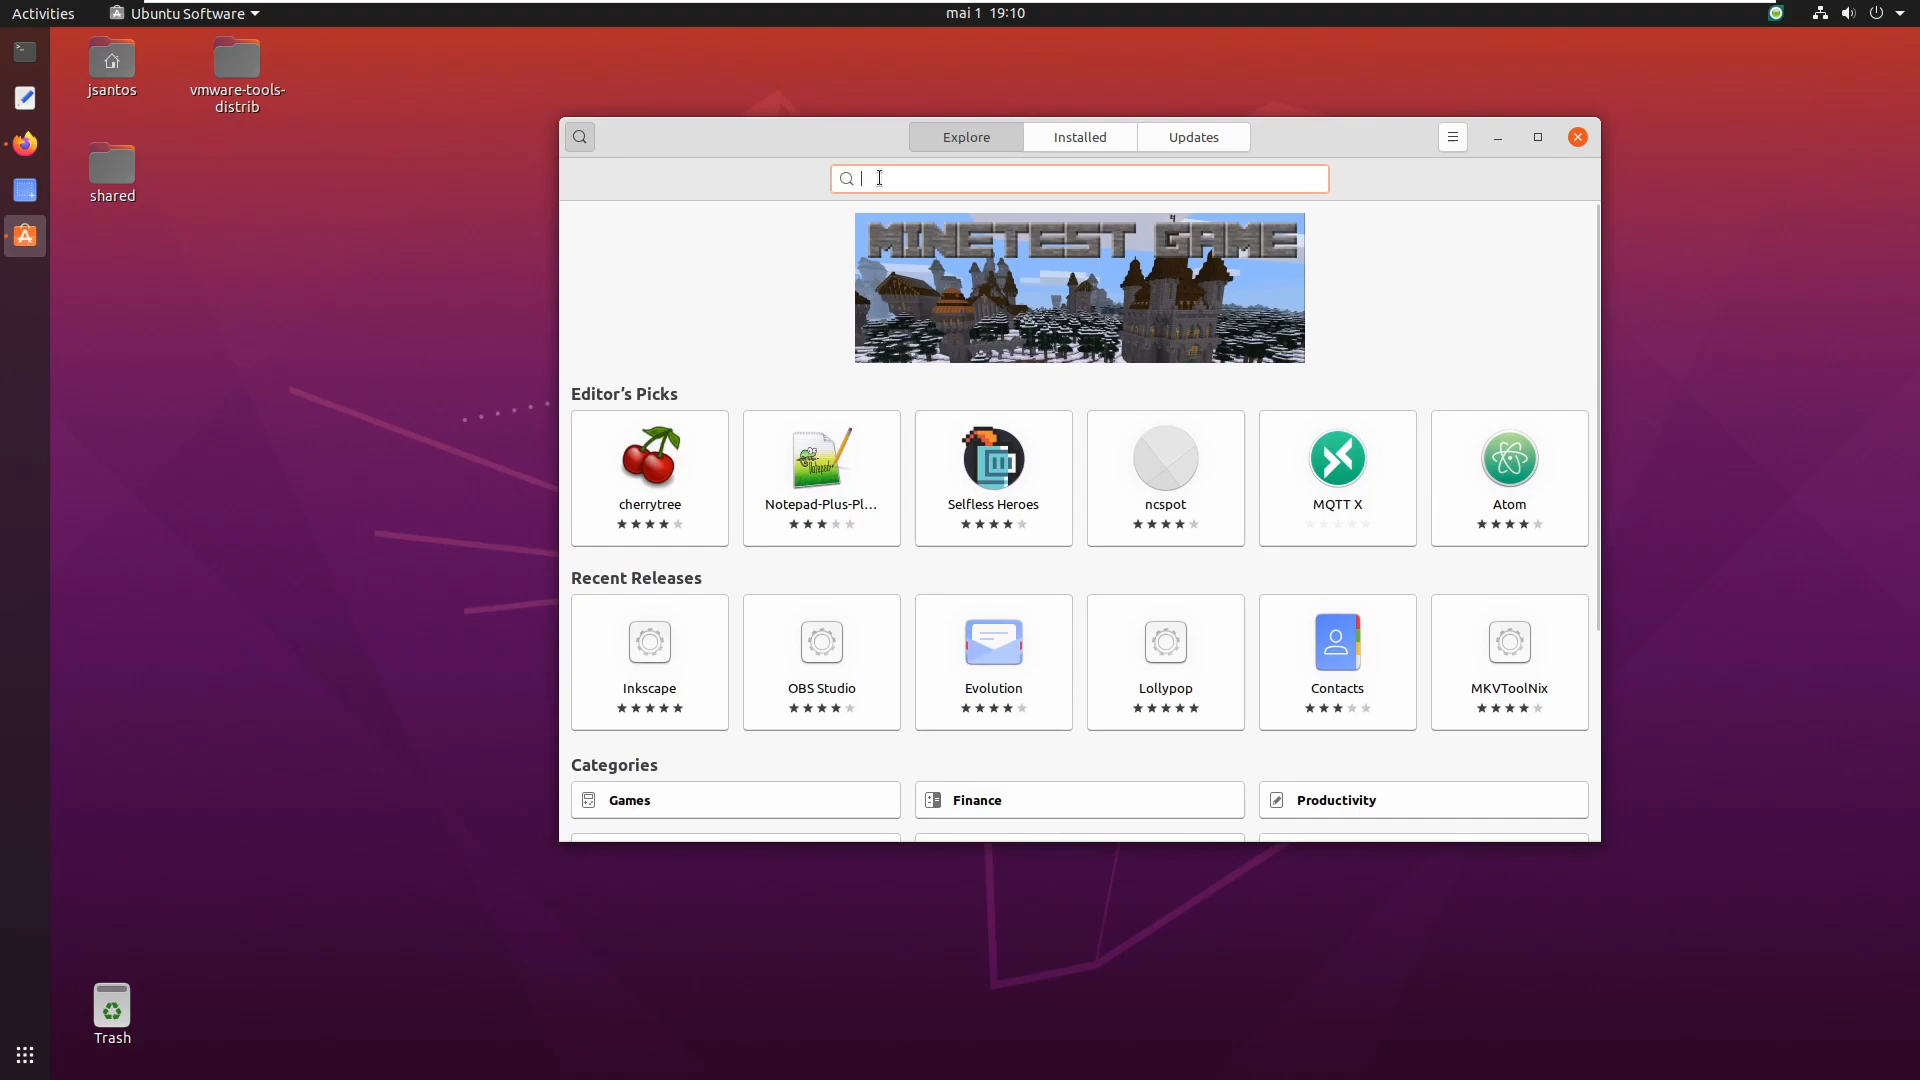 Activities
Ubuntu Software
mai 1 19:10
jsantos
vmware-tools-
distrib
shared
Trash
Explore
Installed
Updates
MINETEST GAME
Editor's Picks
cherrytree
Notepad-Plus-Pl...
Selfless Heroes
ncspot
MQTT X
Atom
Recent Releases
Inkscape
OBS Studio
Evolution
Lollypop
Contacts
MKVToolNix
Categories
Games
Finance
Productivity